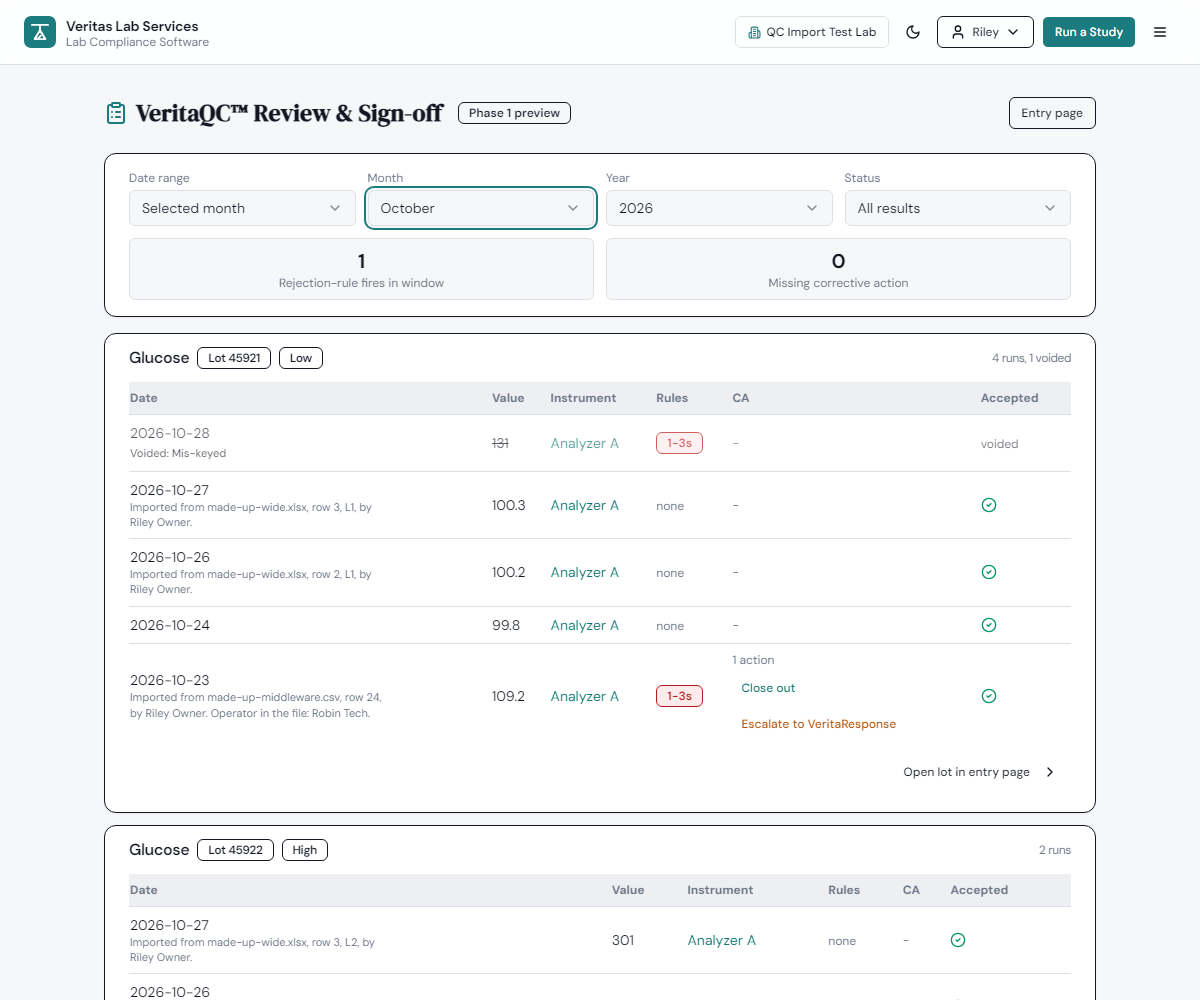 Veritas Lab Services
Lab Compliance Software
QC Import Test Lab
Riley
Run a Study
VeritaQC™ Review & Sign-off
Phase 1 preview
Entry page
Date range
Month
Year
Status
Selected month
October
2026
All results
1
Rejection-rule fires in window
0
Missing corrective action
Glucose
Lot 45921
Low
4 runs, 1 voided
Date Value Instrument Rules CA Accepted
2026-10-28
Voided: Mis-keyed
131 Analyzer A 1-3s - voided
2026-10-27
Imported from made-up-wide.xlsx, row 3, L1, by
Riley Owner.
100.3 Analyzer A none -
2026-10-26
Imported from made-up-wide.xlsx, row 2, L1, by
Riley Owner.
100.2 Analyzer A none -
2026-10-24 99.8 Analyzer A none -
2026-10-23
Imported from made-up-middleware.csv, row 24,
by Riley Owner. Operator in the file: Robin Tech.
109.2 Analyzer A 1-3s
1 action
Close out
Escalate to VeritaResponse
Open lot in entry page
Glucose
Lot 45922
High
2 runs
Date Value Instrument Rules CA Accepted
2026-10-27
Imported from made-up-wide.xlsx, row 3, L2, by
Riley Owner.
301 Analyzer A none -
2026-10-26